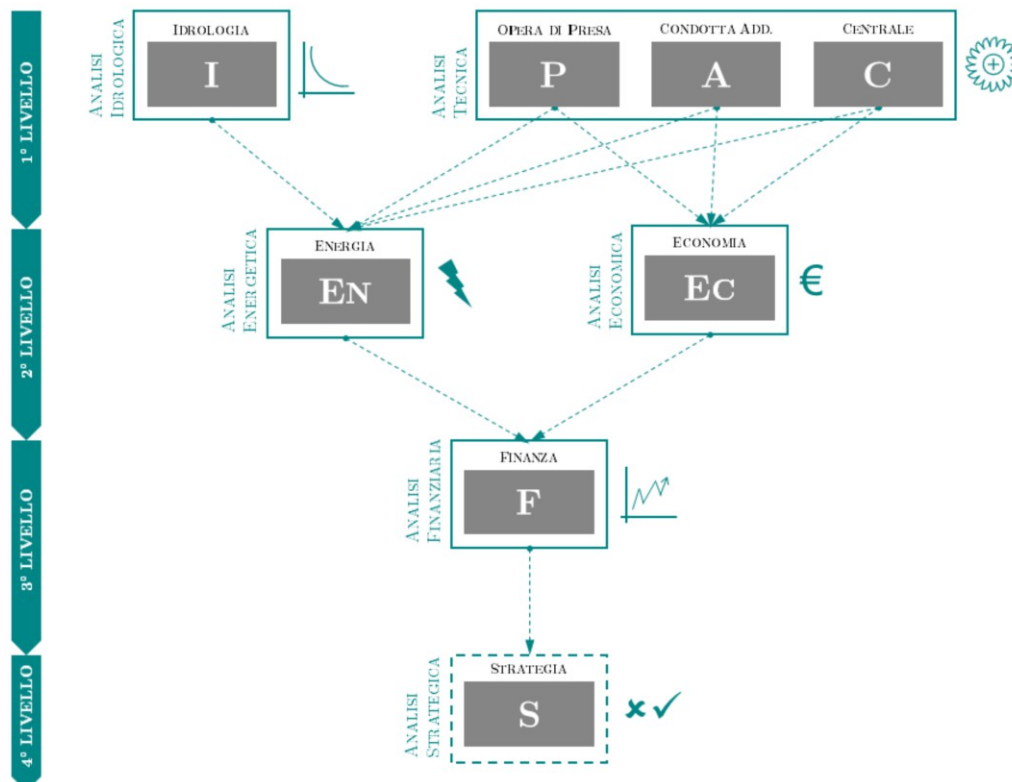 1° LIVELLO
Analisi
Idrologica
Idrologia
I
Analisi
Tecnica
Opera di Presa
P
Condotta Add.
A
Centrale
C
2° LIVELLO
Analisi
Energetica
Energia
En
Analisi
Economica
Economia
Ec
€
3° LIVELLO
Analisi
Finanziaria
Finanza
F
4° LIVELLO
Analisi
Strategica
Strategia
S